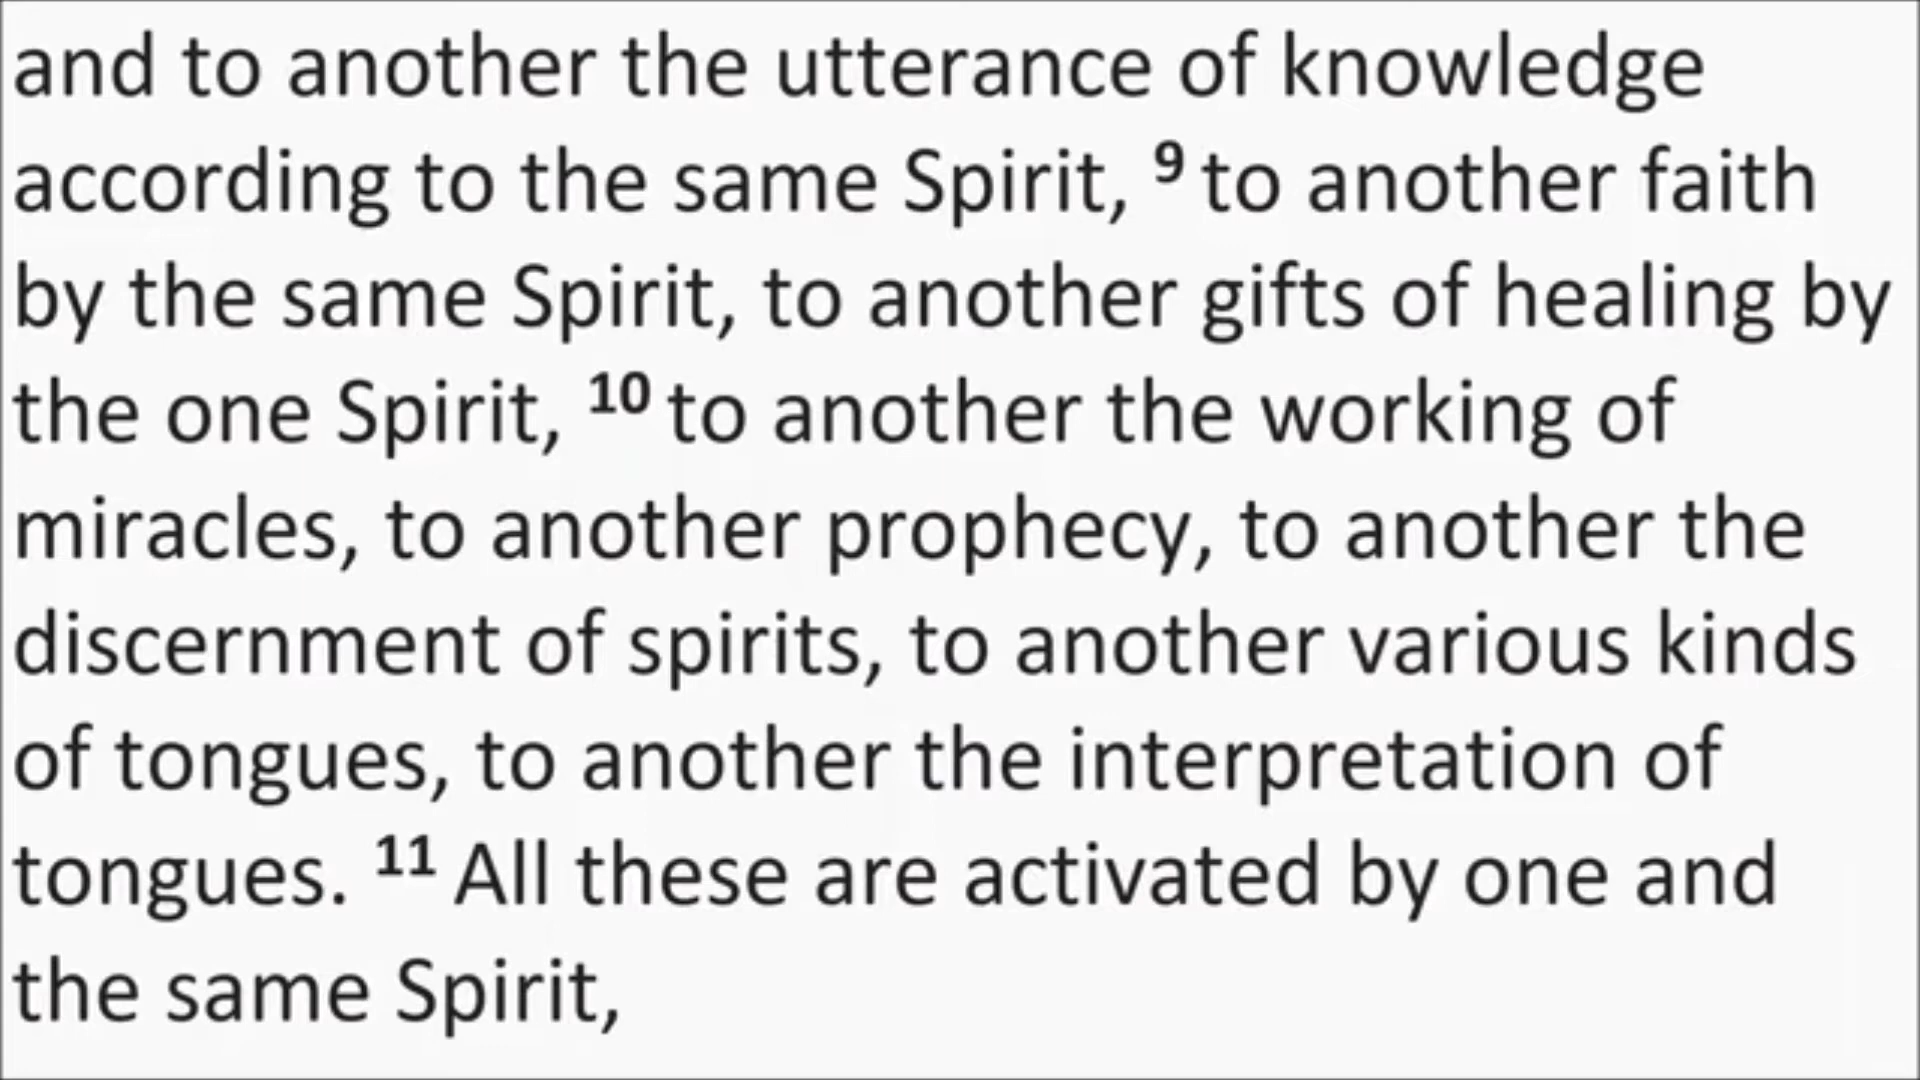 and to another the utterance of knowledge
according to the same Spirit, 9 to another faith
by the same Spirit, to another gifts of healing by
the one Spirit, 10 to another the working of
miracles, to another prophecy, to another the
discernment of spirits, to another various kinds
of tongues, to another the interpretation of
tongues. 11 All these are activated by one and
the same Spirit,